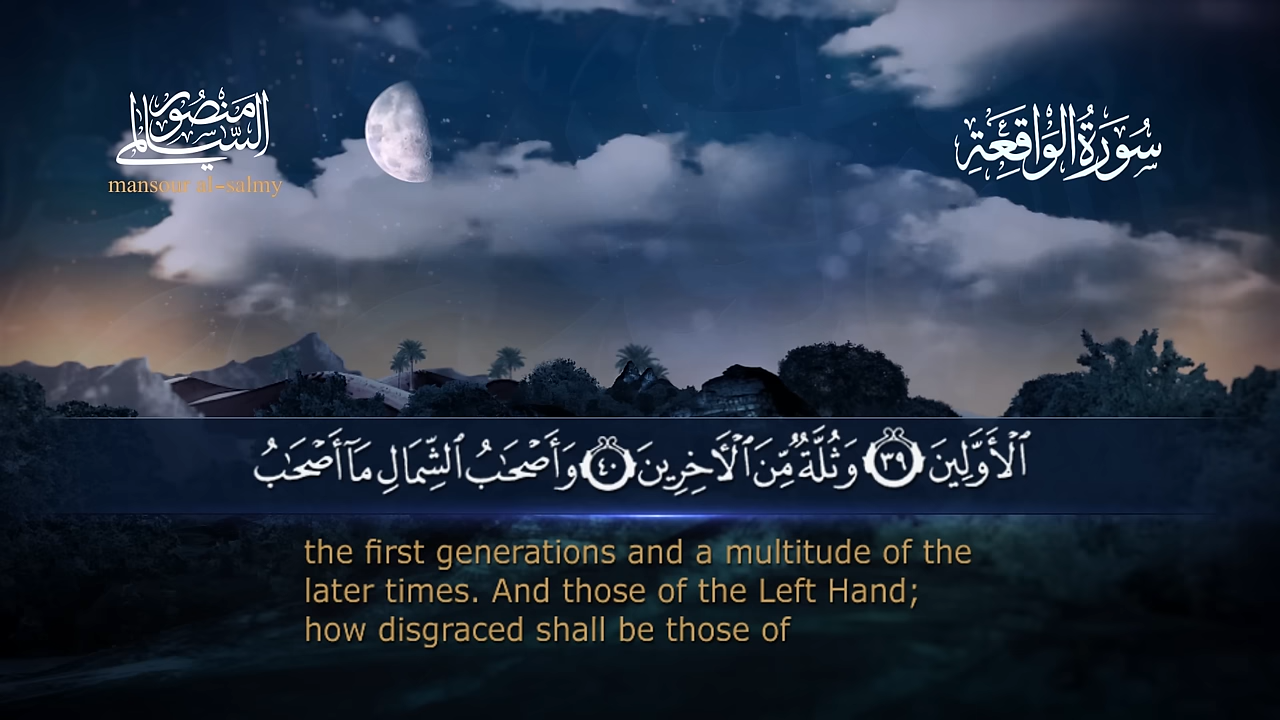 منصور
السالمي
mansour al-salmy
سُورَةُ الوَاقِعَةِ
ٱلْأَوَّلِينَ ٣٩ وَثُلَّةٌ مِّنَ ٱلْأَخِرِينَ ٤٠ وَأَصْحَٰبُ ٱلشِّمَالِ مَآ أَصْحَٰبُ
the first generations and a multitude of the
later times. And those of the Left Hand;
how disgraced shall be those of